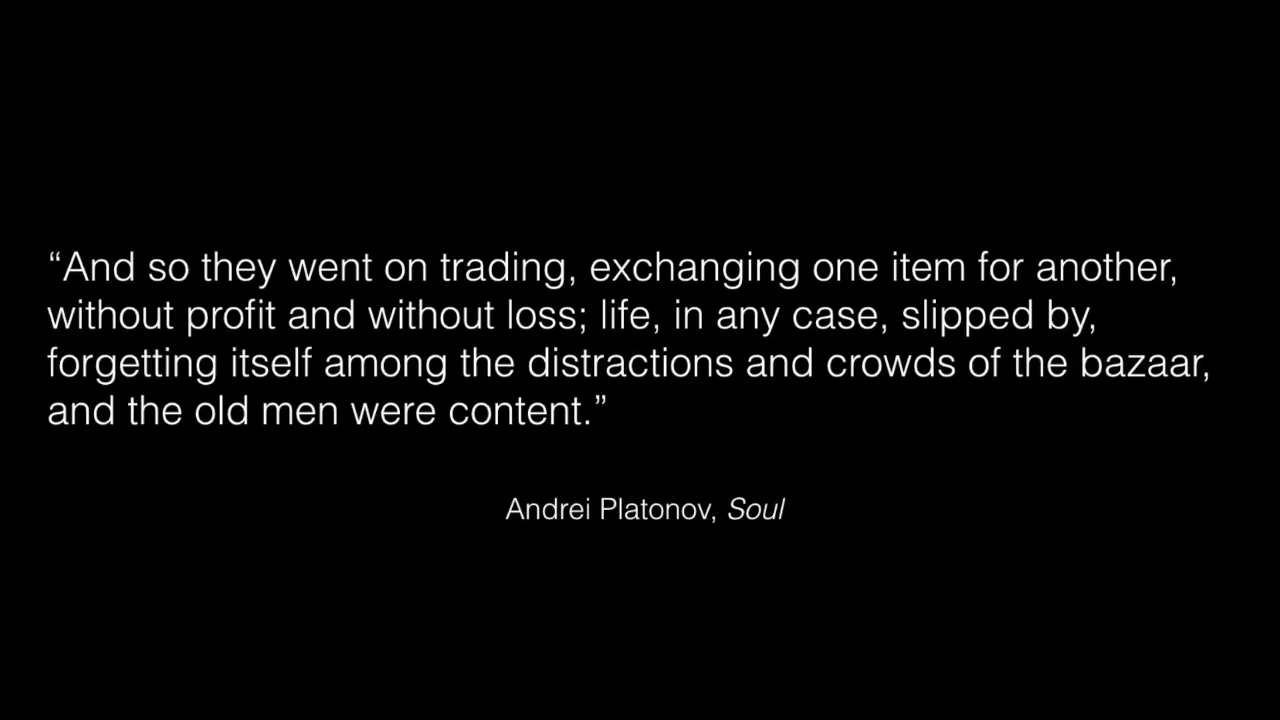 “And so they went on trading, exchanging one item for another,
without profit and without loss; life, in any case, slipped by,
forgetting itself among the distractions and crowds of the bazaar,
and the old men were content.”
Andrei Platonov, Soul